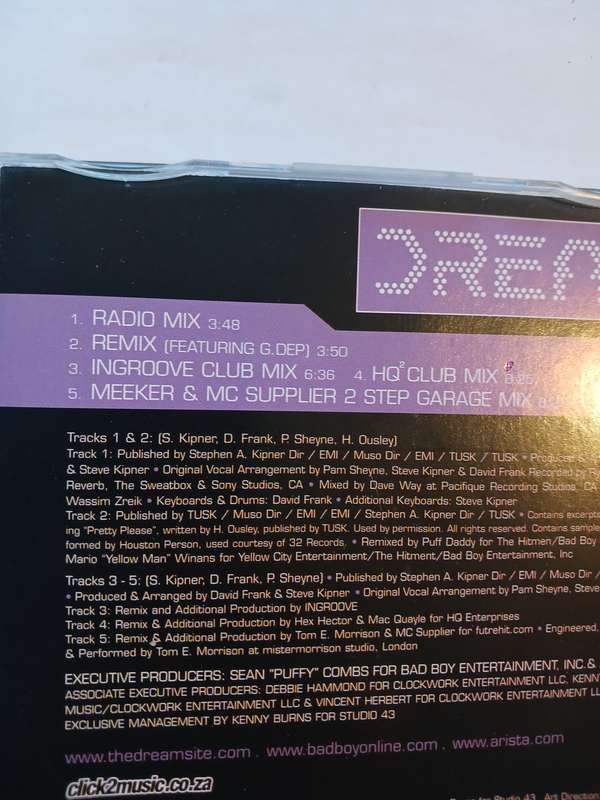 DREA
1. RADIO MIX 3:48
2. REMIX (FEATURING G.DEP) 3:50
3. INGROOVE CLUB MIX 6:36 4. HQ² CLUB MIX 8:25
5. MEEKER & MC SUPPLIER 2 STEP GARAGE MIX
Tracks 1 & 2: (S. Kipner, D. Frank, P. Sheyne, H. Ousley)
Track 1: Published by Stephen A. Kipner Dir / EMI / Muso Dir / EMI / TUSK / TUSK • Produced &
& Steve Kipner • Original Vocal Arrangement by Pam Sheyne, Steve Kipner & David Frank Recorded by
Reverb, The Sweatbox & Sony Studios, CA • Mixed by Dave Way at Pacifique Recording Studios, CA
Wassim Zreik • Keyboards & Drums: David Frank • Additional Keyboards: Steve Kipner
Track 2: Published by TUSK / Muso Dir / EMI / EMI / Stephen A. Kipner Dir / TUSK • Contains excerpts
ing "Pretty Please", written by H. Ousley, published by TUSK. Used by permission. All rights reserved. Contains sample
formed by Houston Person, used courtesy of 32 Records, • Remixed by Puff Daddy for The Hitmen/Bad Boy
Mario "Yellow Man" Winans for Yellow City Entertainment/The Hitment/Bad Boy Entertainment, Inc
Tracks 3 - 5: (S. Kipner, D. Frank, P. Sheyne) • Published by Stephen A. Kipner Dir / EMI / Muso Dir /
• Produced & Arranged by David Frank & Steve Kipner • Original Vocal Arrangement by Pam Sheyne, Steve
Track 3: Remix and Additional Production by INGROOVE
Track 4: Remix & Additional Production by Hex Hector & Mac Quayle for HQ Enterprises
Track 5: Remix & Additional Production by Tom E. Morrison & MC Supplier for futrehit.com • Engineered,
& Performed by Tom E. Morrison at mistermorrison studio, London
EXECUTIVE PRODUCERS: SEAN "PUFFY" COMBS FOR BAD BOY ENTERTAINMENT, INC. &
ASSOCIATE EXECUTIVE PRODUCERS: DEBBIE HAMMOND FOR CLOCKWORK ENTERTAINMENT LLC, KENN
MUSIC/CLOCKWORK ENTERTAINMENT LLC & VINCENT HERBERT FOR CLOCKWORK ENTERTAINMENT LL
EXCLUSIVE MANAGEMENT BY KENNY BURNS FOR STUDIO 43
www.thedreamsite.com . www.badboyonline.com . www.arista.com
click2music.co.za
for Studio 43 Art Direction